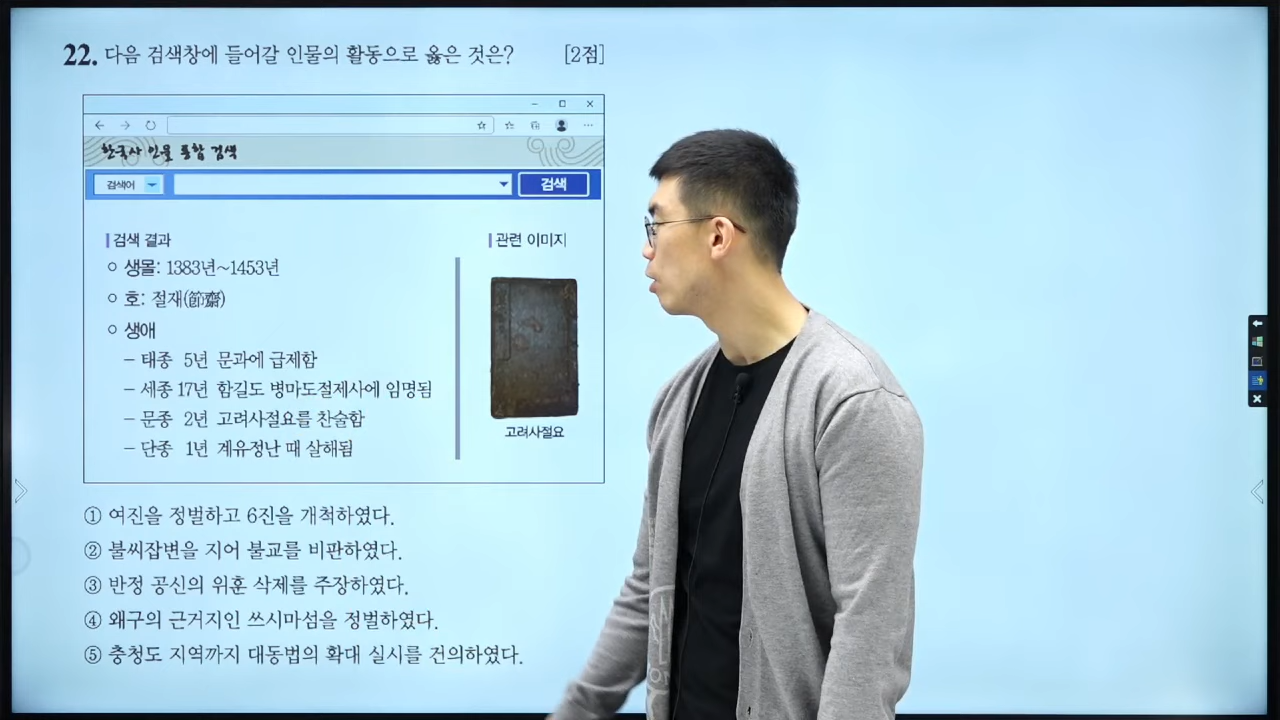 22. 다음 검색창에 들어갈 인물의 활동으로 옳은 것은? [2점]
한국사 인물 통합 검색
검색어
검색
검색 결과
관련 이미지
○ 생몰: 1383년~1453년
○ 호: 절재(節齋)
○ 생애
– 태종 5년 문과에 급제함
– 세종 17년 함길도 병마도절제사에 임명됨
– 문종 2년 고려사절요를 찬술함
– 단종 1년 계유정난 때 살해됨
고려사절요
① 여진을 정벌하고 6진을 개척하였다.
② 불씨잡변을 지어 불교를 비판하였다.
③ 반정 공신의 위훈 삭제를 주장하였다.
④ 왜구의 근거지인 쓰시마섬을 정벌하였다.
⑤ 충청도 지역까지 대동법의 확대 실시를 건의하였다.